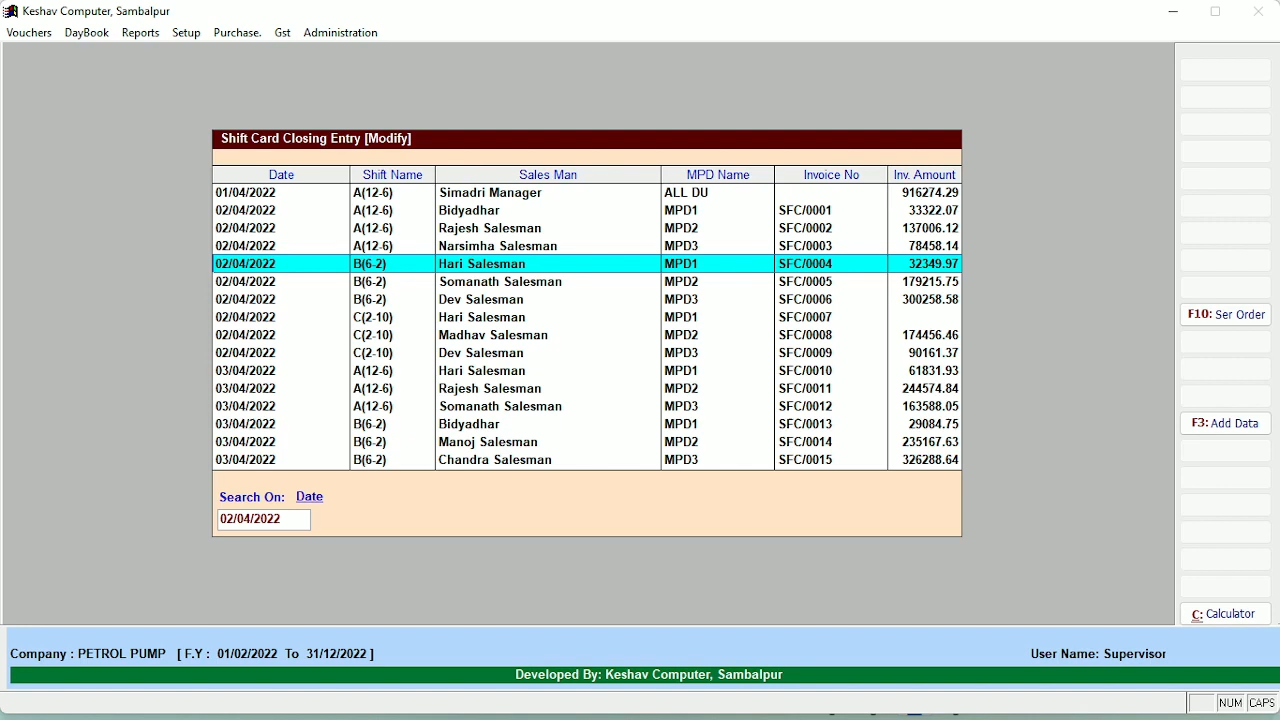 Keshav Computer, Sambalpur
Vouchers DayBook Reports Setup Purchase. Gst Administration
Shift Card Closing Entry [Modify]
Date Shift Name Sales Man MPD Name Invoice No Inv. Amount
01/04/2022 A(12-6) Simadri Manager ALL DU 916274.29
02/04/2022 A(12-6) Bidyadhar MPD1 SFC/0001 33322.07
02/04/2022 A(12-6) Rajesh Salesman MPD2 SFC/0002 137006.12
02/04/2022 A(12-6) Narsimha Salesman MPD3 SFC/0003 78458.14
02/04/2022 B(6-2) Hari Salesman MPD1 SFC/0004 32349.97
02/04/2022 B(6-2) Somanath Salesman MPD2 SFC/0005 179215.75
02/04/2022 B(6-2) Dev Salesman MPD3 SFC/0006 300258.58
02/04/2022 C(2-10) Hari Salesman MPD1 SFC/0007
02/04/2022 C(2-10) Madhav Salesman MPD2 SFC/0008 174456.46
02/04/2022 C(2-10) Dev Salesman MPD3 SFC/0009 90161.37
03/04/2022 A(12-6) Hari Salesman MPD1 SFC/0010 61831.93
03/04/2022 A(12-6) Rajesh Salesman MPD2 SFC/0011 244574.84
03/04/2022 A(12-6) Somanath Salesman MPD3 SFC/0012 163588.05
03/04/2022 B(6-2) Bidyadhar MPD1 SFC/0013 29084.75
03/04/2022 B(6-2) Manoj Salesman MPD2 SFC/0014 235167.63
03/04/2022 B(6-2) Chandra Salesman MPD3 SFC/0015 326288.64
Search On: Date
02/04/2022
F10: Ser Order
F3: Add Data
C: Calculator
Company : PETROL PUMP [ F.Y : 01/02/2022 To 31/12/2022 ] User Name: Supervisor
Developed By: Keshav Computer, Sambalpur
NUM CAPS